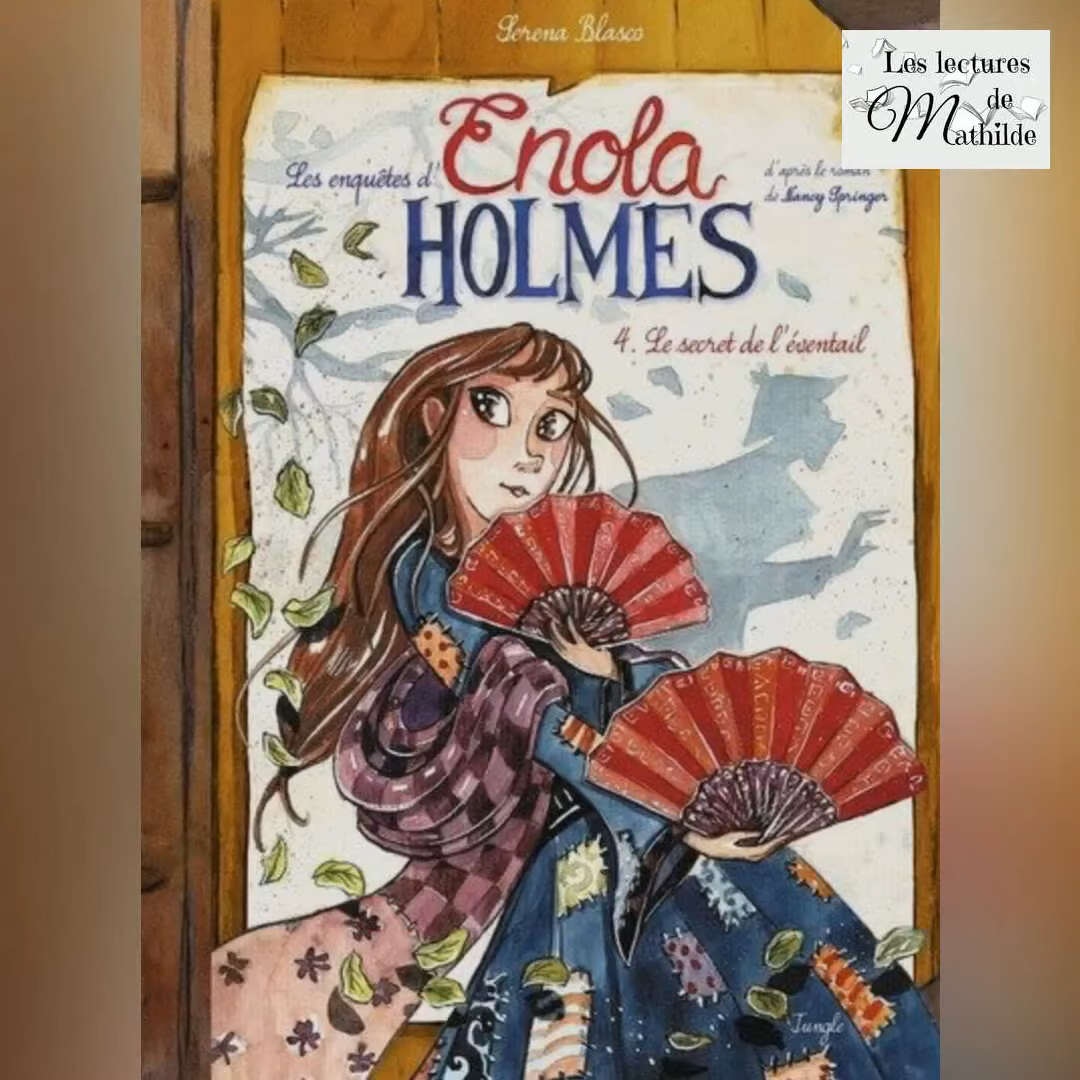 Serena Blasco
Les lectures
de
Mathilde
Les enquêtes d'
Enola
HOLMES
d'après le roman
de Nancy Springer
4. Le secret de l'éventail
Jungle